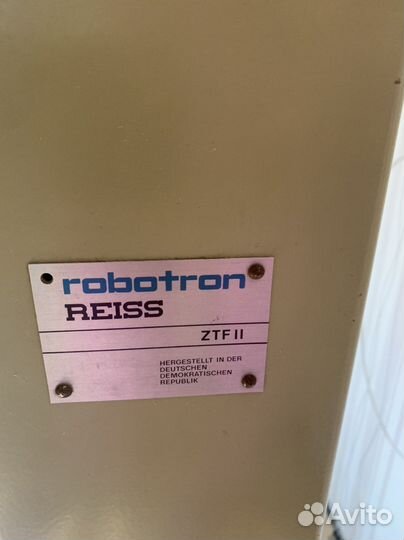 robotron
REISS
ZTF II
HERGESTELLT IN DER
DEUTSCHEN
DEMOKRATISCHEN
REPUBLIK
Avito